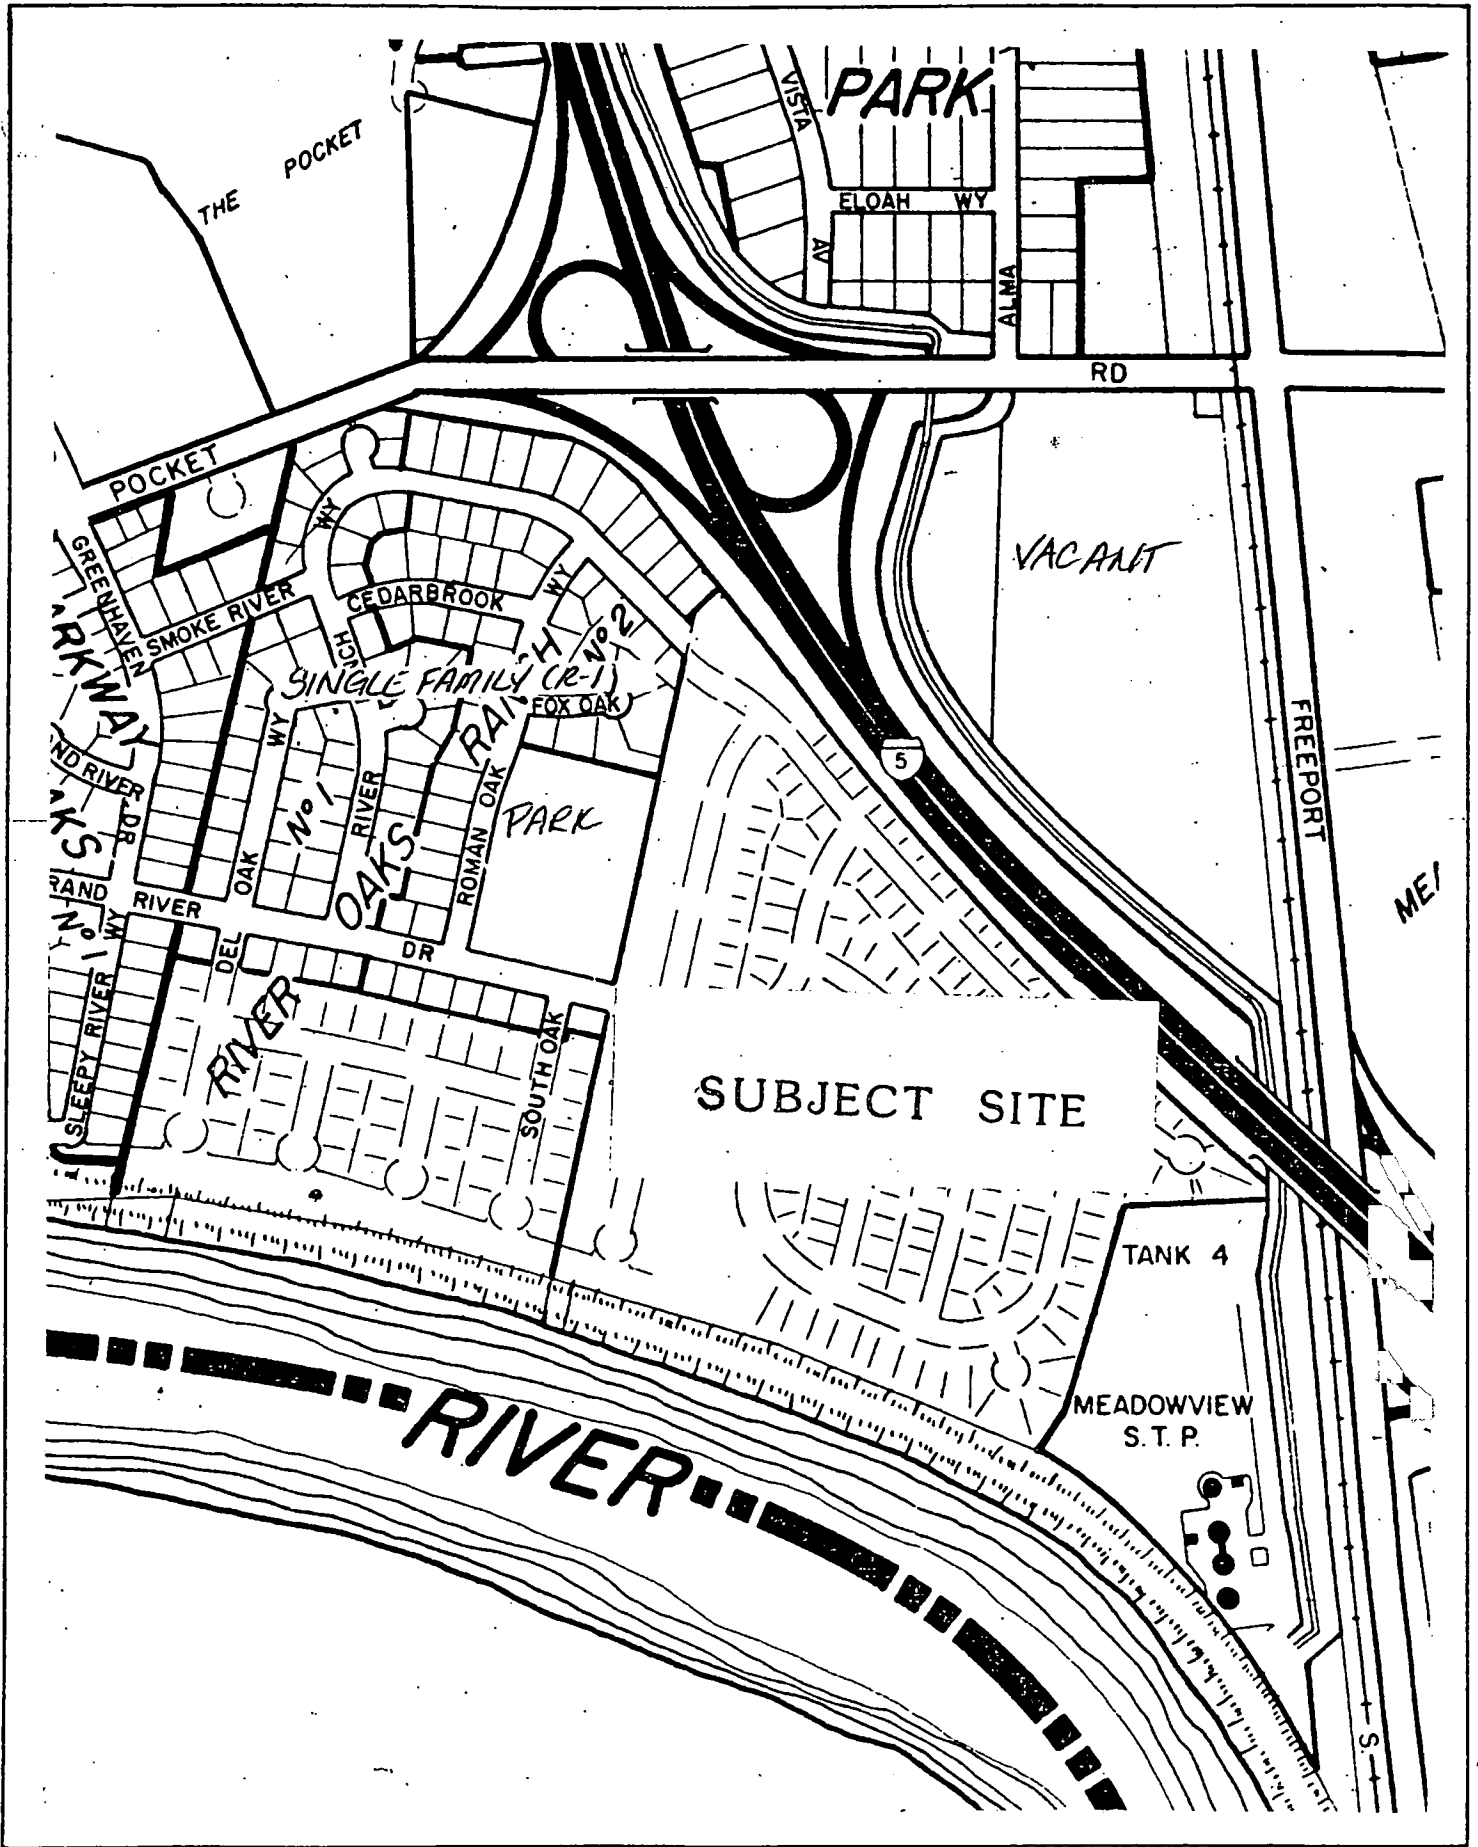 PARK
VISTA
POCKET
THE
ELOAH WY
AV
ALMA
RD
POCKET
WY
VACANT
GREENHAVEN
SMOKE RIVER
CEDARBROOK
WY
Nº 2
SINGLE FAMILY (R-1)
FOX OAK
WY
5
FREEPORT
RIVER
Nº 1
ROMAN OAK
PARK
DR
OAK
OAKS
RIVER
WY
Nº 1
DEL
DR
RIVER
SLEEPY RIVER
SOUTH OAK
SUBJECT SITE
TANK 4
MEADOWVIEW
S.T.P.
RIVER
S.